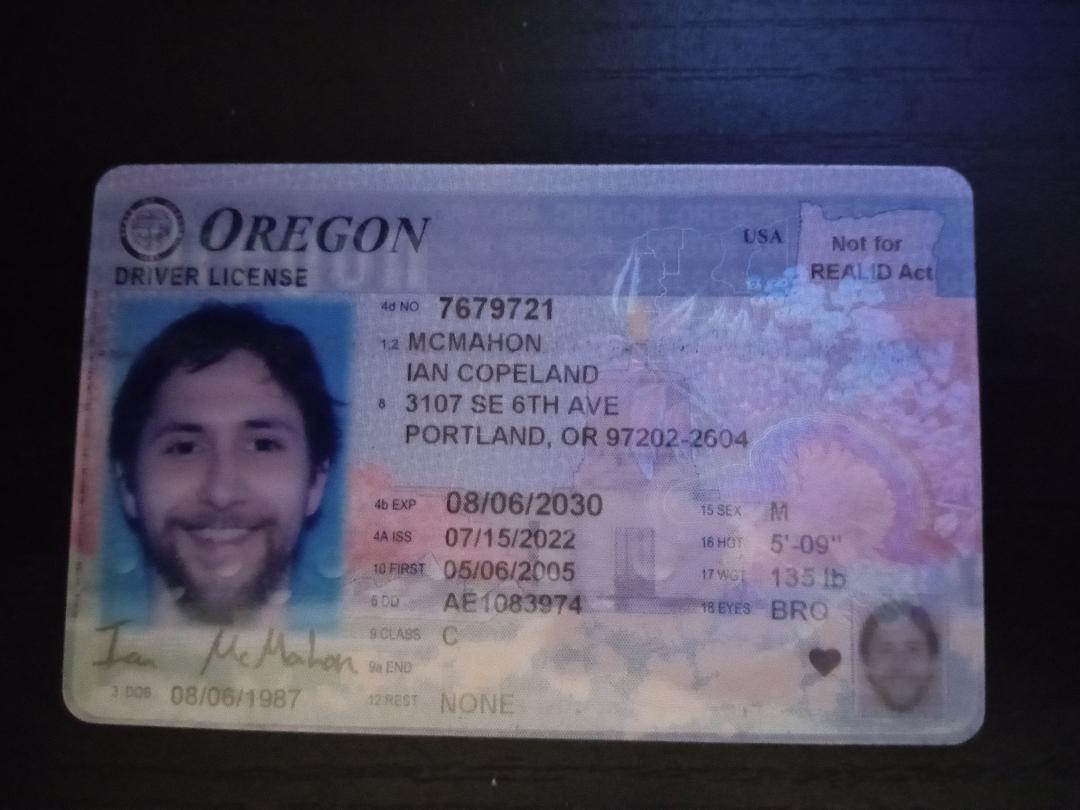 OREGON
USA
Not for
REAL ID Act
DRIVER LICENSE
4d NO 7679721
1,2 MCMAHON
IAN COPELAND
8 3107 SE 6TH AVE
PORTLAND, OR 97202-2604
4b EXP 08/06/2030
15 SEX M
4A ISS 07/15/2022
16 HGT 5'-09"
10 FIRST 05/06/2005
17 WGT 135 lb
5 DD AE1083974
18 EYES BRO
9 CLASS C
Ian McMahon
9a END
3 DOB 08/06/1987
12 REST NONE